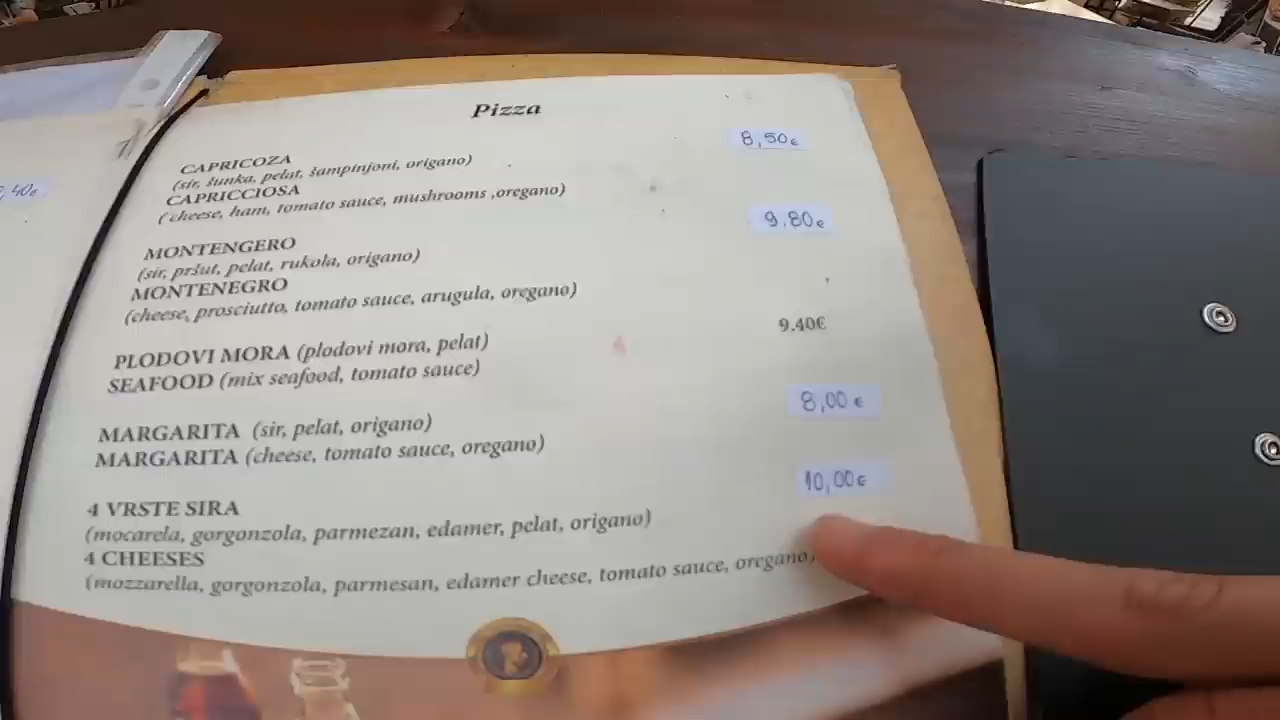 ,40€
Pizza
CAPRICOZA
8,50€
(sir, šunka, pelat, šampinjoni, origano)
CAPRICCIOSA
( cheese, ham, tomato sauce, mushrooms ,oregano)
MONTENGERO
9.80€
(sir, pršut, pelat, rukola, origano)
MONTENEGRO
(cheese, prosciutto, tomato sauce, arugula, oregano)
PLODOVI MORA (plodovi mora, pelat)
9.40€
SEAFOOD (mix seafood, tomato sauce)
MARGARITA (sir, pelat, origano)
8,00 €
MARGARITA (cheese, tomato sauce, oregano)
4 VRSTE SIRA
10,00€
(mocarela, gorgonzola, parmezan, edamer, pelat, origano)
4 CHEESES
(mozzarella, gorgonzola, parmesan, edamer cheese, tomato sauce, oregano)